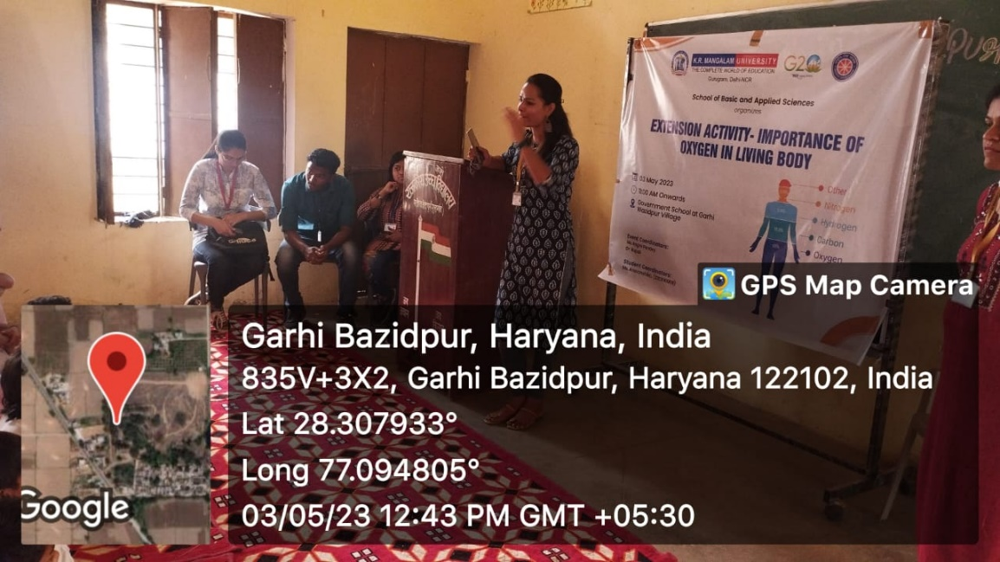 K.R. MANGALAM UNIVERSITY
THE COMPLETE WORLD OF EDUCATION
Gurugram, Delhi-NCR
G20
School of Basic and Applied Sciences
organizes
EXTENSION ACTIVITY- IMPORTANCE OF
OXYGEN IN LIVING BODY
03 May 2023
11:00 AM Onwards
Government School at Garhi
Wazidpur Village
Event Coordinators:
Student Coordinators:
Other
Nitrogen
Hydrogen
Carbon
Oxygen
GPS Map Camera
Garhi Bazidpur, Haryana, India
835V+3X2, Garhi Bazidpur, Haryana 122102, India
Lat 28.307933°
Long 77.094805°
03/05/23 12:43 PM GMT +05:30
Google